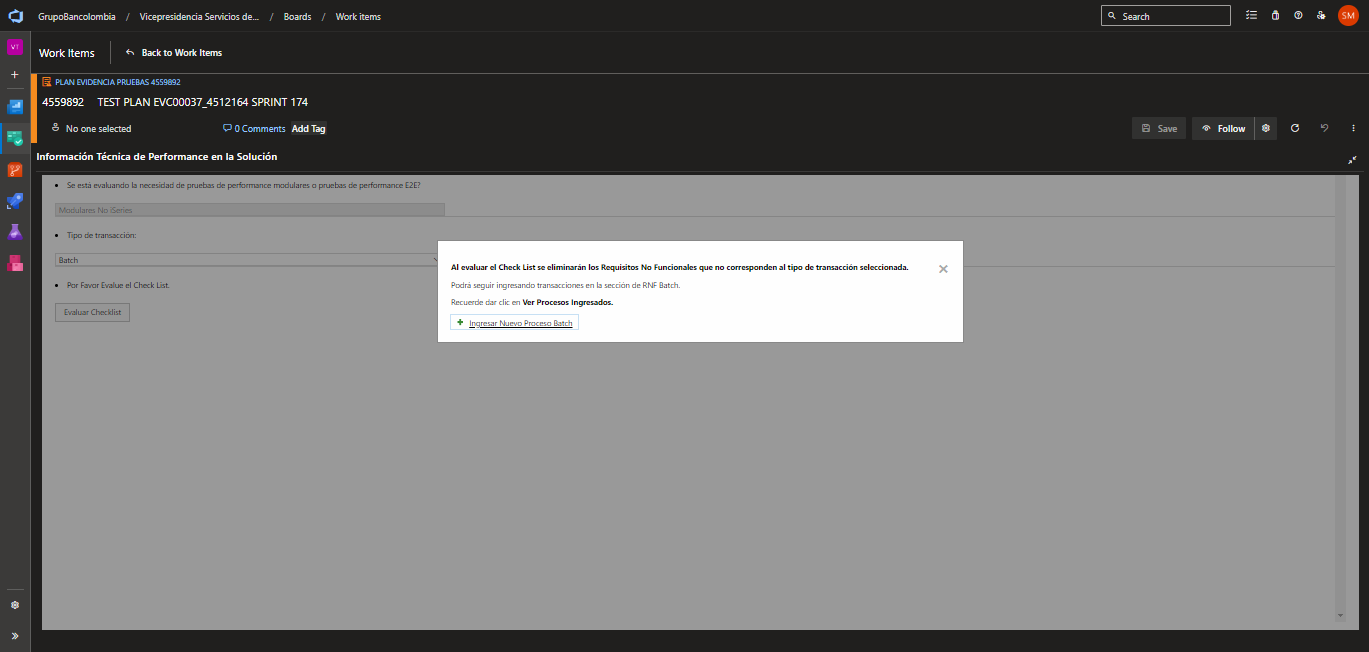 GrupoBancolombia / Vicepresidencia Servicios de... / Boards / Work items
Search
SM
VT
Work Items
Back to Work Items
PLAN EVIDENCIA PRUEBAS 4559892
4559892 TEST PLAN EVC00037_4512164 SPRINT 174
No one selected
0 Comments
Add Tag
Save
Follow
Información Técnica de Performance en la Solución
• Se está evaluando la necesidad de pruebas de performance modulares o pruebas de performance E2E?
Modulares No iSeries
• Tipo de transacción:
Batch
• Por Favor Evalue el Check List.
Evaluar Checklist
Al evaluar el Check List se eliminarán los Requisitos No Funcionales que no corresponden al tipo de transacción seleccionada.
Podrá seguir ingresando transacciones en la sección de RNF Batch.
Recuerde dar clic en Ver Procesos Ingresados.
Ingresar Nuevo Proceso Batch